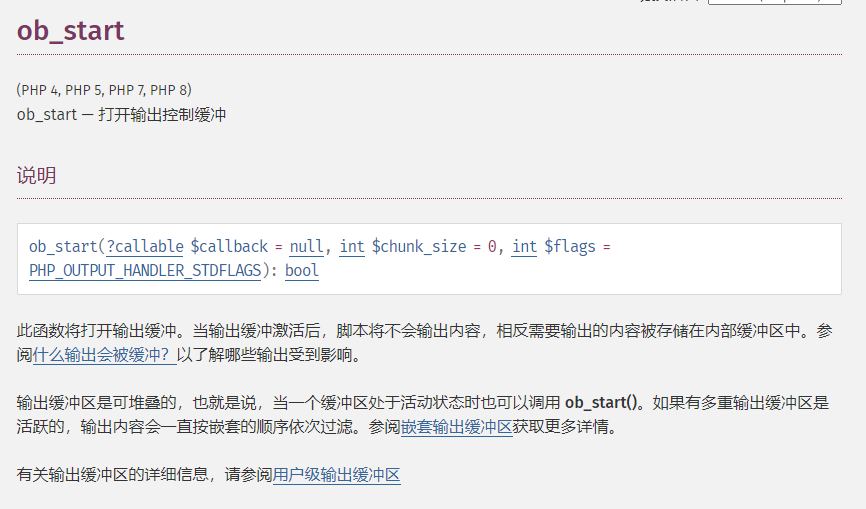 ob_start
(PHP 4, PHP 5, PHP 7, PHP 8)
ob_start — 打开输出控制缓冲
说明
ob_start(?callable $callback = null, int $chunk_size = 0, int $flags =
PHP_OUTPUT_HANDLER_STDFLAGS): bool
此函数将打开输出缓冲。当输出缓冲激活后，脚本将不会输出内容，相反需要输出的内容被存储在内部缓冲区中。参
阅什么输出会被缓冲？以了解哪些输出受到影响。
输出缓冲区是可堆叠的，也就是说，当一个缓冲区处于活动状态时也可以调用 ob_start()。如果有多重输出缓冲区是
活跃的，输出内容会一直按嵌套的顺序依次过滤。参阅嵌套输出缓冲区获取更多详情。
有关输出缓冲区的详细信息，请参阅用户级输出缓冲区